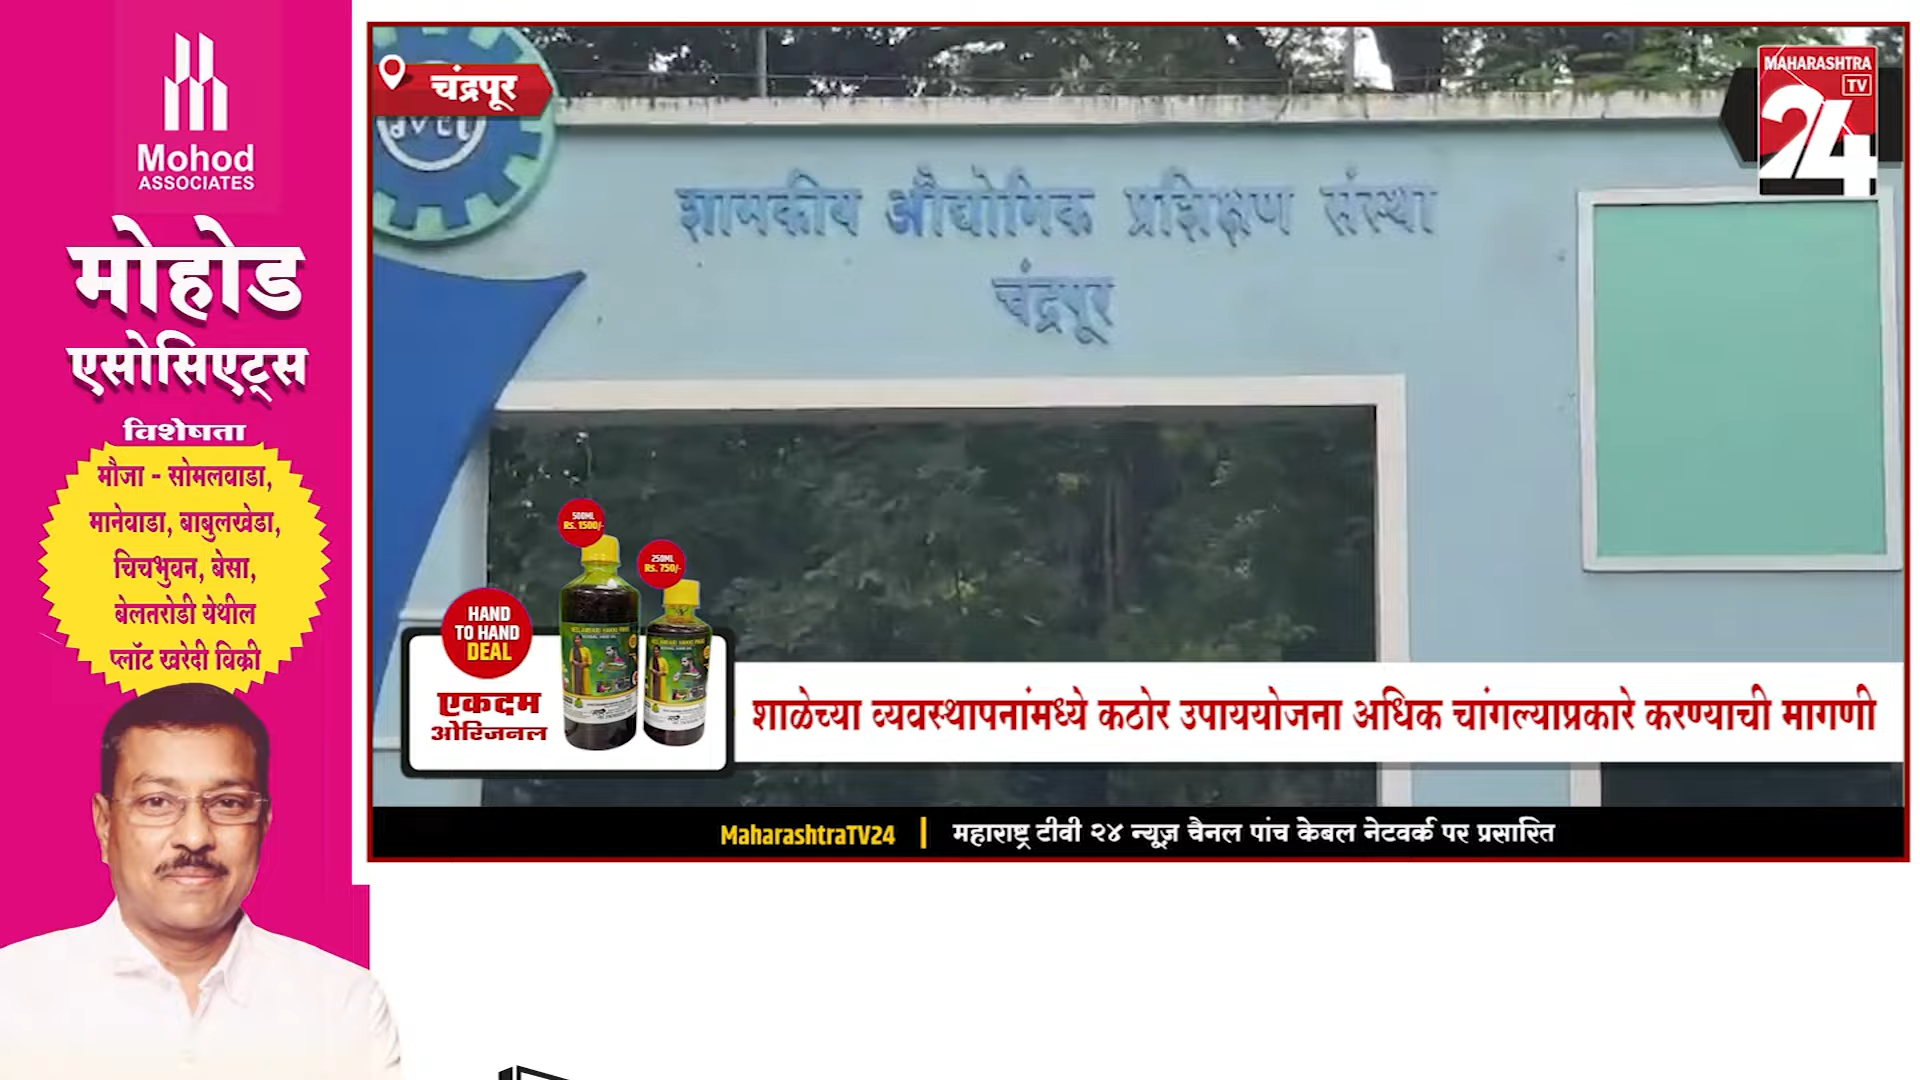 Mohod
ASSOCIATES
मोहोड
एसोसिएट्स
विशेषता
मौजा - सोमलवाडा,
मानेवाडा, बाबुलखेडा,
चिचभुवन, बेसा,
बेलतरोडी येथील
प्लॉट खरेदी विक्री
चंद्रपूर
MAHARASHTRA
TV
24
शासकीय औद्योगिक प्रशिक्षण संस्था
चंद्रपूर
500ML
Rs. 1500/-
250ML
Rs. 750/-
HAND
TO HAND
DEAL
एकदम
ओरिजनल
शाळेच्या व्यवस्थापनांमध्ये कठोर उपाययोजना अधिक चांगल्याप्रकारे करण्याची मागणी
MaharashtraTV24 | महाराष्ट्र टीवी २४ न्यूज़ चैनल पांच केबल नेटवर्क पर प्रसारित